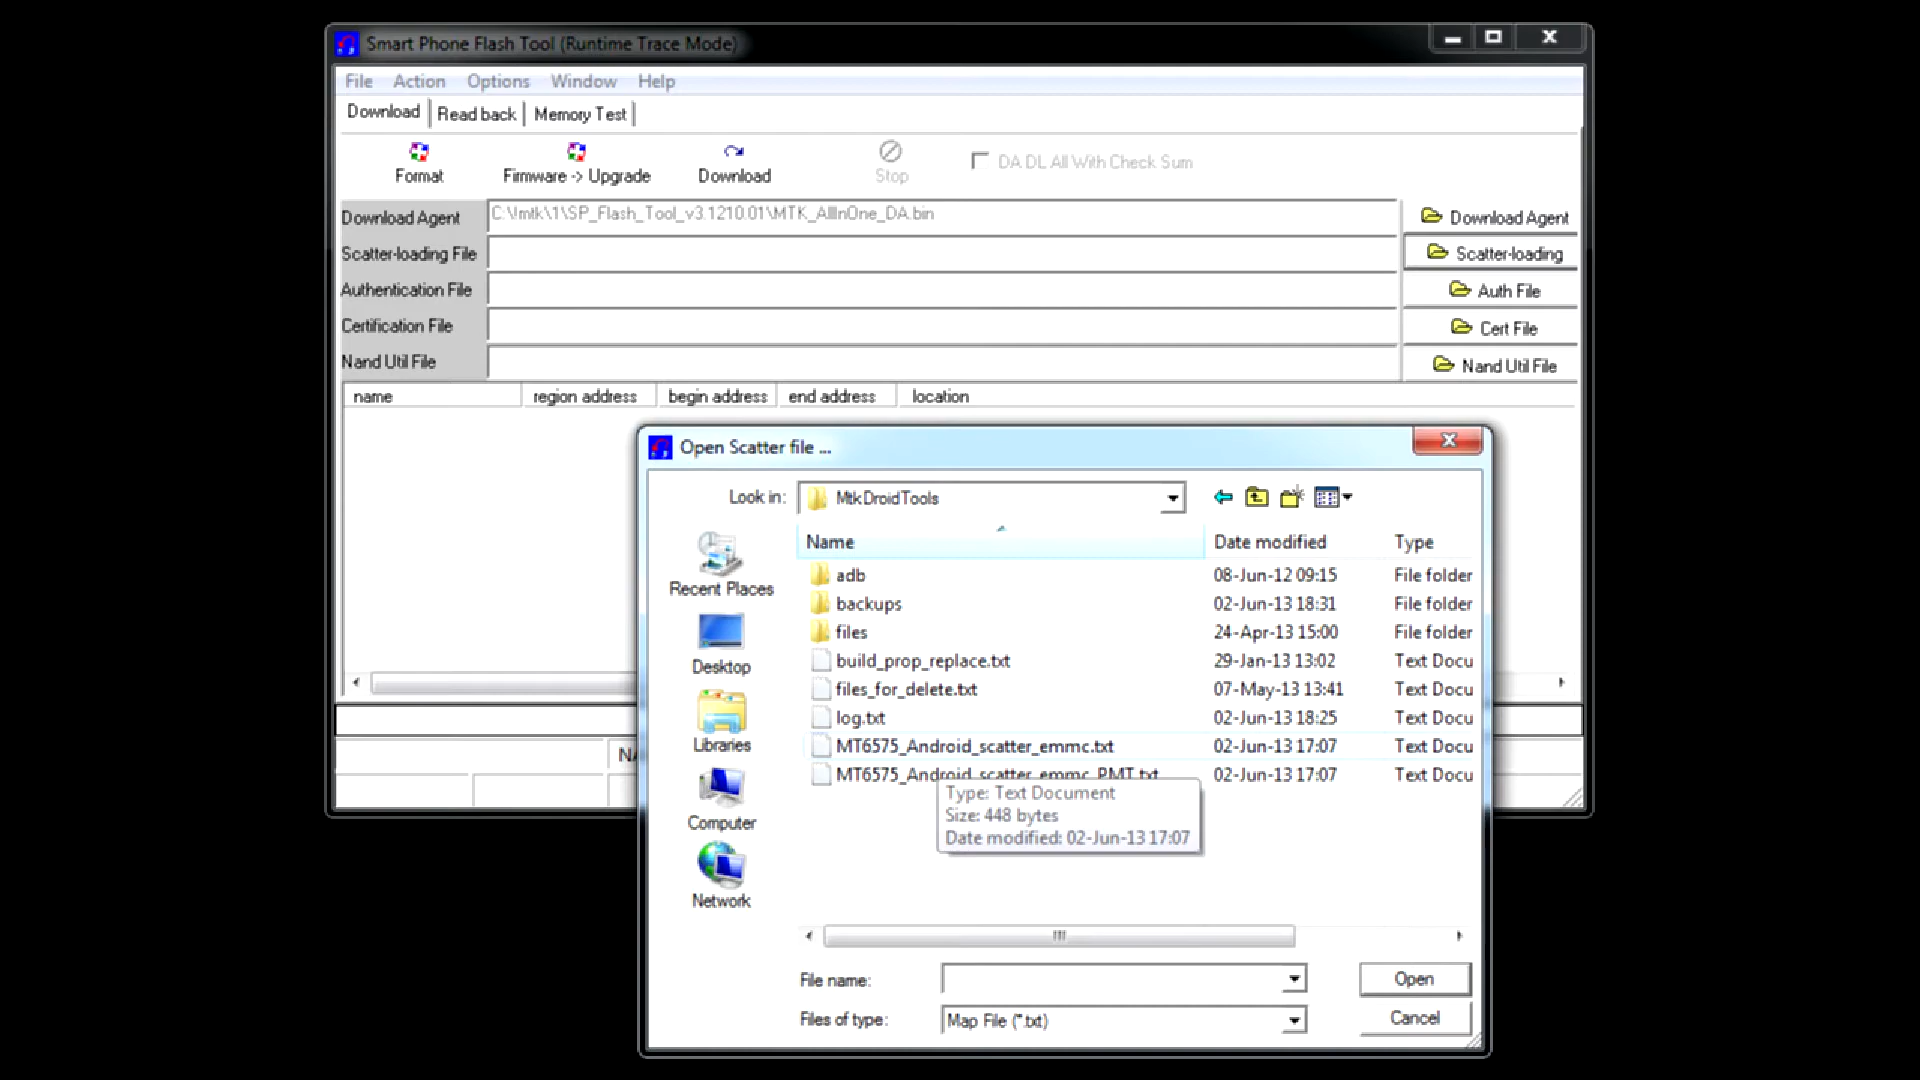 Smart Phone Flash Tool (Runtime Trace Mode)
File Action Options Window Help
Download Read back Memory Test
Format Firmware -> Upgrade Download Stop DA DL All With Check Sum
Download Agent C:\!mtk\1\SP_Flash_Tool_v3.1210.01\MTK_AllInOne_DA.bin Download Agent
Scatter-loading File Scatter-loading
Authentication File Auth File
Certification File Cert File
Nand Util File Nand Util File
name region address begin address end address location
Open Scatter file ...
Look in: MtkDroidTools
Name Date modified Type
adb 08-Jun-12 09:15 File folder
backups 02-Jun-13 18:31 File folder
files 24-Apr-13 15:00 File folder
build_prop_replace.txt 29-Jan-13 13:02 Text Docu
files_for_delete.txt 07-May-13 13:41 Text Docu
log.txt 02-Jun-13 18:25 Text Docu
MT6575_Android_scatter_emmc.txt 02-Jun-13 17:07 Text Docu
MT6575_Android_scatter_emmc_PMT.txt 02-Jun-13 17:07 Text Docu
Type: Text Document
Size: 448 bytes
Date modified: 02-Jun-13 17:07
Recent Places
Desktop
Libraries
Computer
Network
File name: Open
Files of type: Map File (*.txt) Cancel